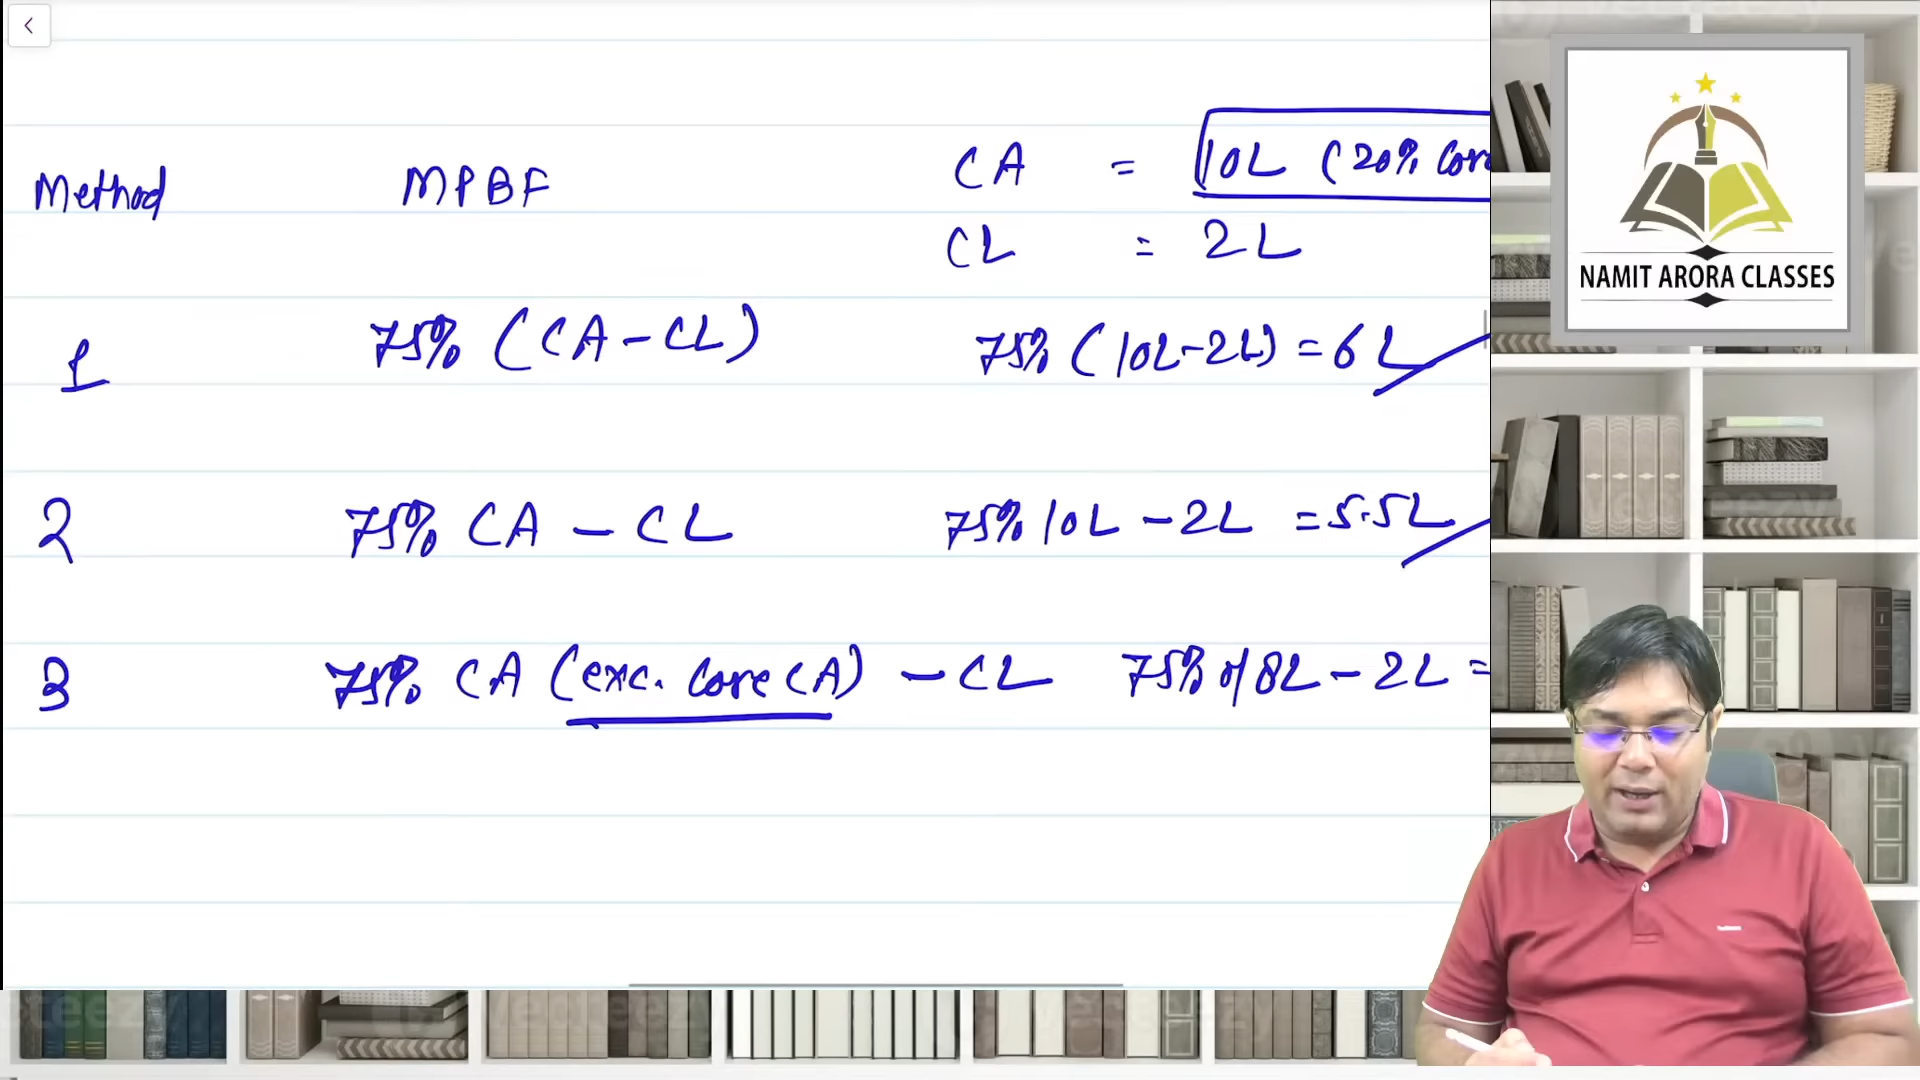 CA = 10L (20% Core
Method MPBF
CL = 2L
1 75% (CA - CL) 75% (10L-2L) = 6L
2 75% CA - CL 75% 10L - 2L = 5.5L
3 75% CA (exc. Core CA) - CL 75% of 8L - 2L =
NAMIT ARORA CLASSES